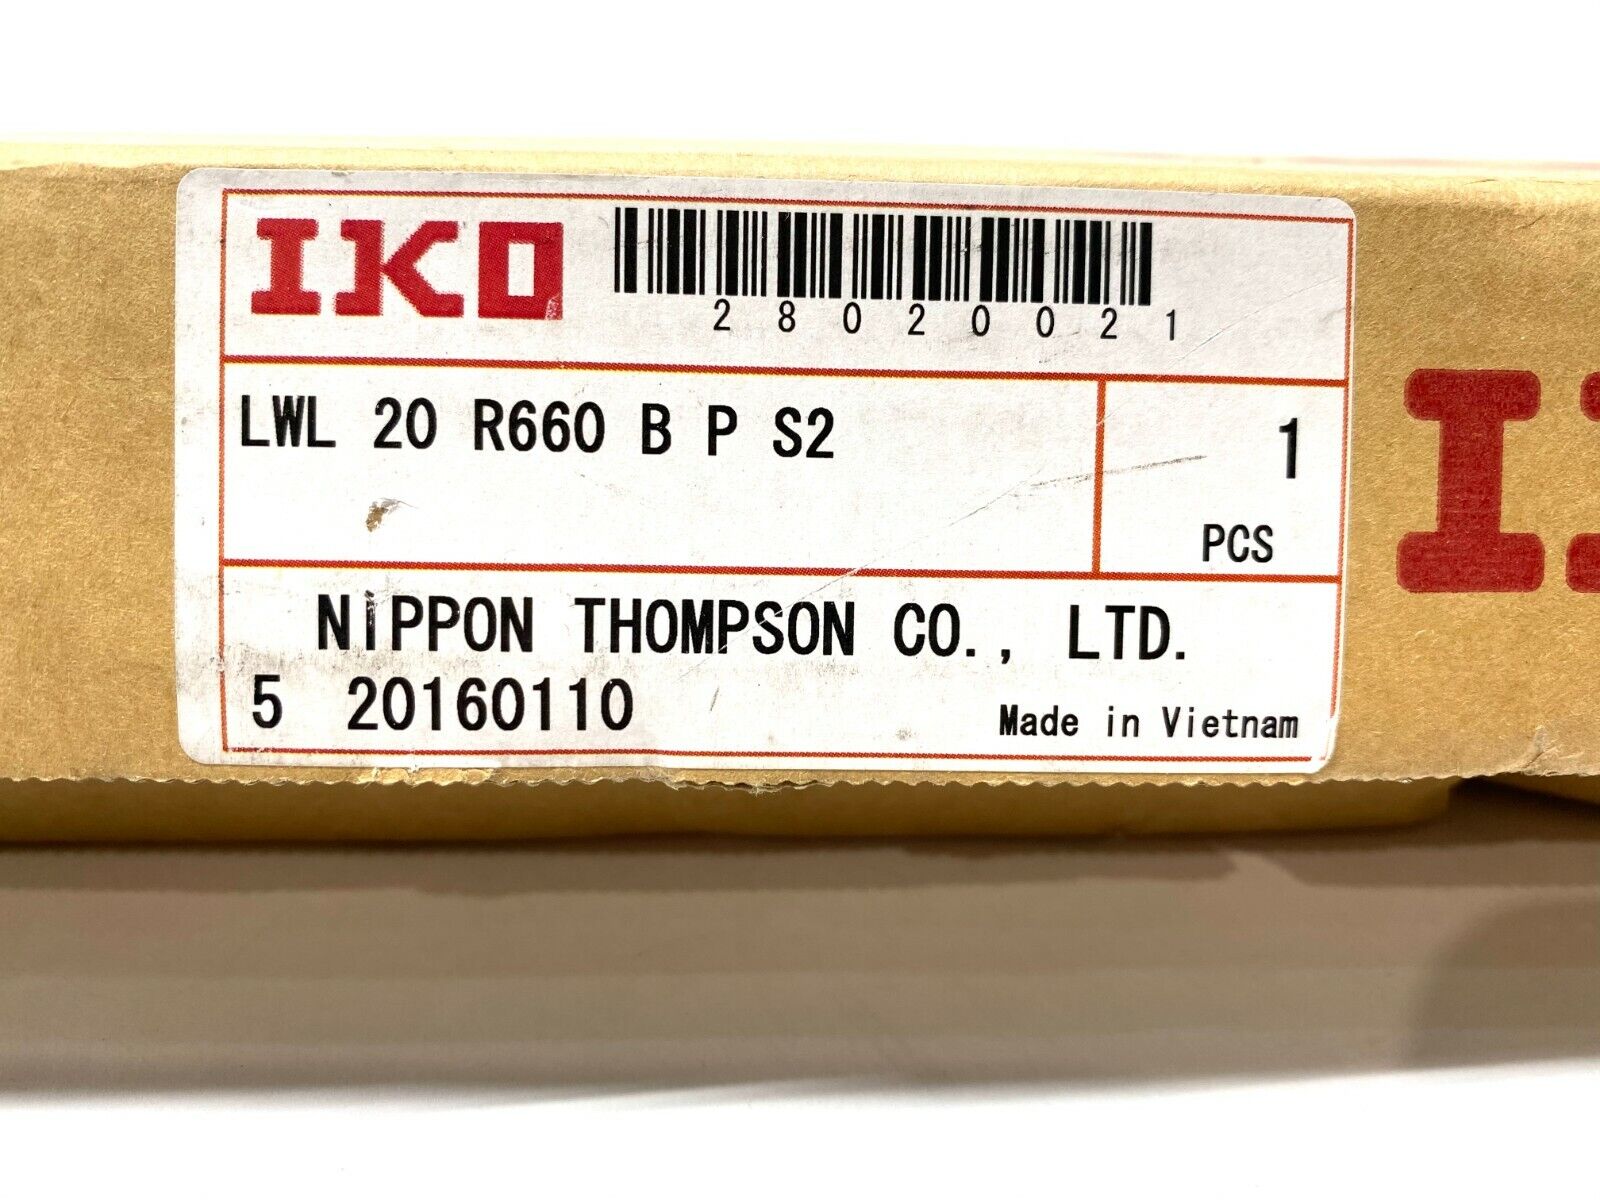 IKO
28020021
LWL 20 R660 B P S2
1
PCS
NIPPON THOMPSON CO., LTD.
5 20160110
Made in Vietnam